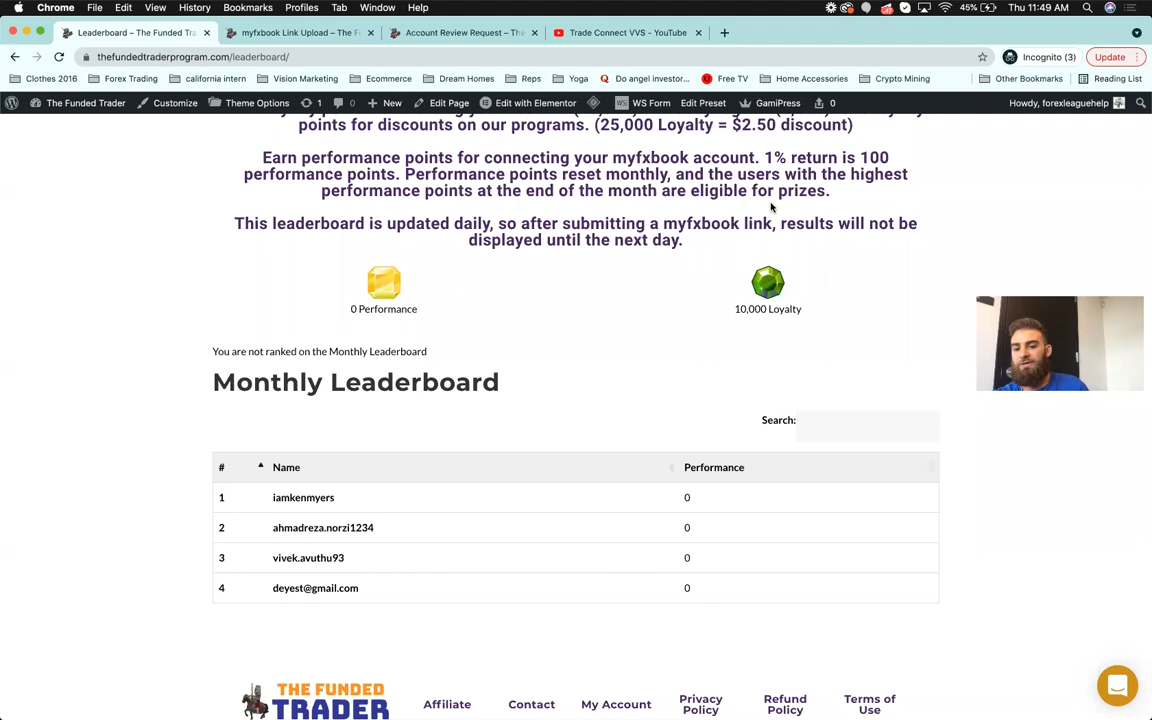 Chrome File Edit View History Bookmarks Profiles Tab Window Help 45% Thu 11:49 AM
Leaderboard – The Funded Tra × myfxbook Link Upload – The F × Account Review Request – The × Trade Connect VVS - YouTube × +
thefundedtraderprogram.com/leaderboard/ Incognito (3) Update
Clothes 2016 Forex Trading california intern Vision Marketing Ecommerce Dream Homes Reps Yoga Do angel investor... Free TV Home Accessories Crypto Mining Other Bookmarks Reading List
The Funded Trader Customize Theme Options 1 0 + New Edit Page Edit with Elementor WS Form Edit Preset GamiPress 0 Howdy, forexleaguehelp
points for discounts on our programs. (25,000 Loyalty = $2.50 discount)
Earn performance points for connecting your myfxbook account. 1% return is 100
performance points. Performance points reset monthly, and the users with the highest
performance points at the end of the month are eligible for prizes.
This leaderboard is updated daily, so after submitting a myfxbook link, results will not be
displayed until the next day.
0 Performance 10,000 Loyalty
You are not ranked on the Monthly Leaderboard
Monthly Leaderboard
Search:
# Name Performance
1 iamkenmyers 0
2 ahmadreza.norzi1234 0
3 vivek.avuthu93 0
4 deyest@gmail.com 0
THE FUNDED
TRADER
Affiliate Contact My Account Privacy Policy Refund Policy Terms of Use